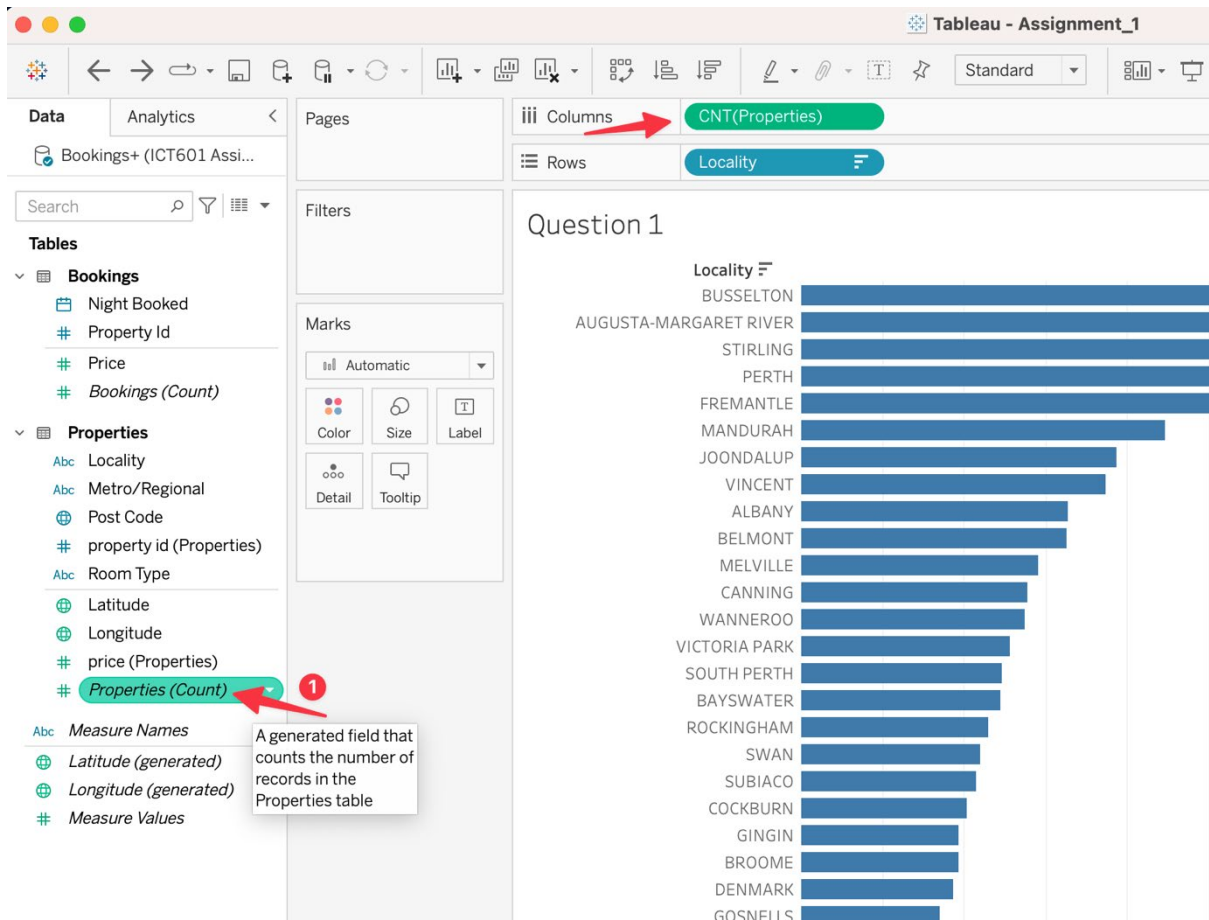 Tableau - Assignment_1
Standard
Data
Analytics
Bookings+ (ICT601 Assi...
Search
Tables
Bookings
Night Booked
Property Id
Price
Bookings (Count)
Properties
Abc Locality
Abc Metro/Regional
Post Code
property id (Properties)
Abc Room Type
Latitude
Longitude
price (Properties)
Properties (Count)
1
Abc Measure Names
Latitude (generated)
Longitude (generated)
Measure Values
A generated field that
counts the number of
records in the
Properties table
Pages
Filters
Marks
Automatic
Color
Size
Label
Detail
Tooltip
Columns
CNT(Properties)
Rows
Locality
Question 1
Locality
BUSSELTON
AUGUSTA-MARGARET RIVER
STIRLING
PERTH
FREMANTLE
MANDURAH
JOONDALUP
VINCENT
ALBANY
BELMONT
MELVILLE
CANNING
WANNEROO
VICTORIA PARK
SOUTH PERTH
BAYSWATER
ROCKINGHAM
SWAN
SUBIACO
COCKBURN
GINGIN
BROOME
DENMARK
GOSNELLS